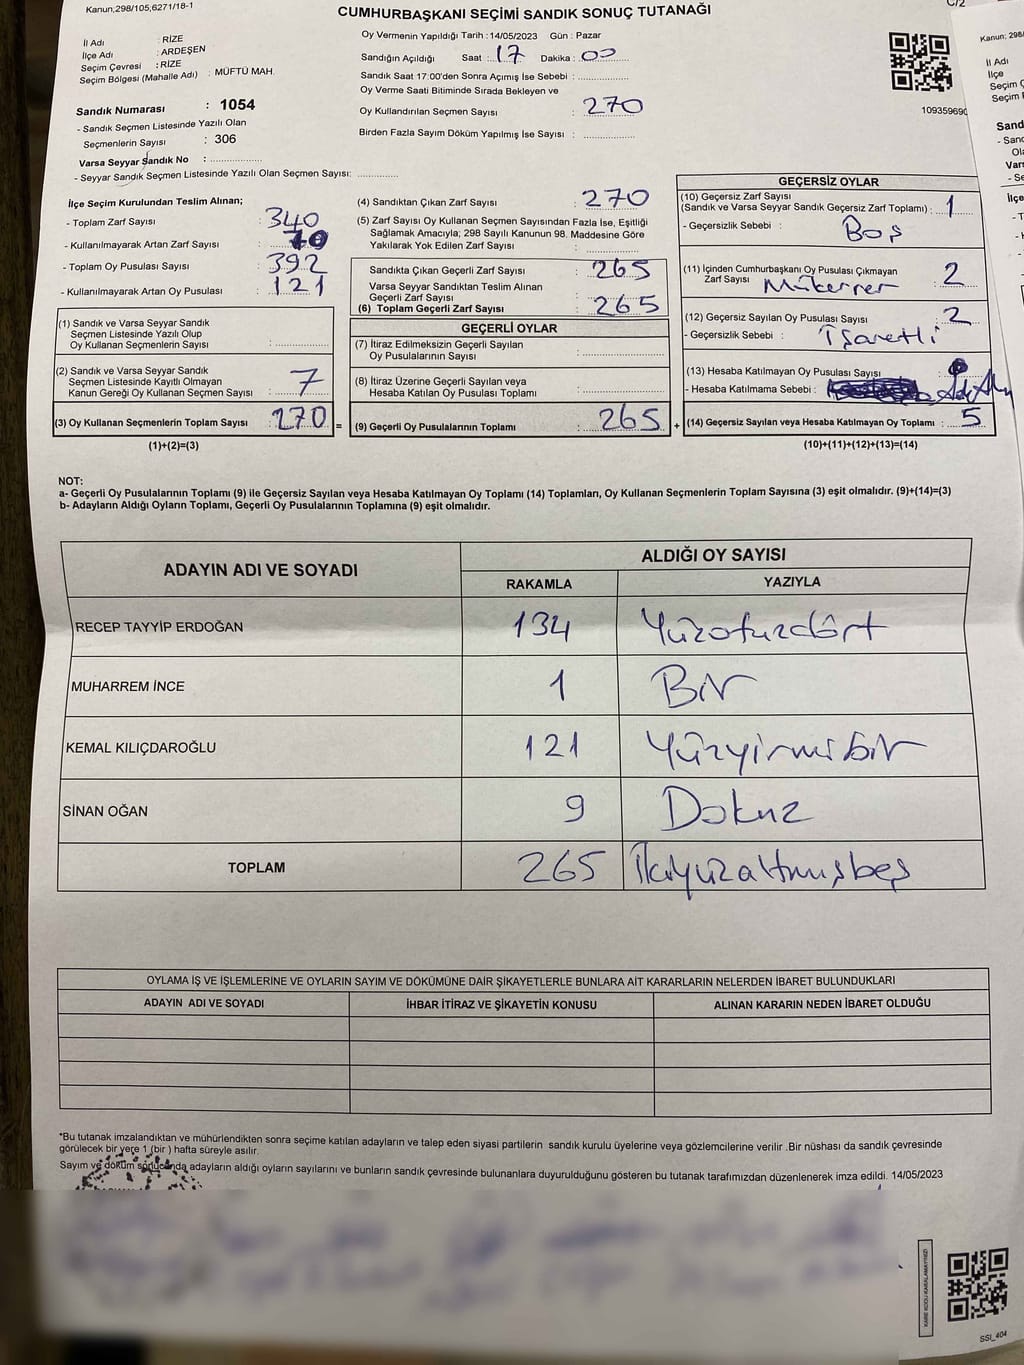 Kanun,298/105,6271/18-1
C/2
CUMHURBAŞKANI SEÇİMİ SANDIK SONUÇ TUTANAĞI
İl Adı : RİZE
İlçe Adı : ARDEŞEN
Seçim Çevresi : RİZE
Seçim Bölgesi (Mahalle Adı) : MÜFTÜ MAH.
Sandık Numarası : 1054
- Sandık Seçmen Listesinde Yazılı Olan
Seçmenlerin Sayısı : 306
Varsa Seyyar Sandık No :
- Seyyar Sandık Seçmen Listesinde Yazılı Olan Seçmen Sayısı:
Oy Vermenin Yapıldığı Tarih : 14/05/2023 Gün : Pazar
Sandığın Açıldığı Saat : 17 Dakika : 00
Sandık Saat 17:00'den Sonra Açımış İse Sebebi :
Oy Verme Saati Bitiminde Sırada Bekleyen ve
Oy Kullandırılan Seçmen Sayısı : 270
Birden Fazla Sayım Döküm Yapılmış İse Sayısı :
109359690
İlçe Seçim Kurulundan Teslim Alınan;
- Toplam Zarf Sayısı : 340
- Kullanılmayarak Artan Zarf Sayısı : 70
- Toplam Oy Pusulası Sayısı : 392
- Kullanılmayarak Artan Oy Pusulası : 121
(1) Sandık ve Varsa Seyyar Sandık
Seçmen Listesinde Yazılı Olup
Oy Kullanan Seçmenlerin Sayısı :
(2) Sandık ve Varsa Seyyar Sandık
Seçmen Listesinde Kayıtlı Olmayan
Kanun Gereği Oy Kullanan Seçmen Sayısı : 7
(3) Oy Kullanan Seçmenlerin Toplam Sayısı : 270 =
(1)+(2)=(3)
(4) Sandıktan Çıkan Zarf Sayısı : 270
(5) Zarf Sayısı Oy Kullanan Seçmen Sayısından Fazla İse, Eşitliği
Sağlamak Amacıyla; 298 Sayılı Kanunun 98. Maddesine Göre
Yakılarak Yok Edilen Zarf Sayısı :
Sandıkta Çıkan Geçerli Zarf Sayısı : 265
Varsa Seyyar Sandıktan Teslim Alınan
Geçerli Zarf Sayısı :
(6) Toplam Geçerli Zarf Sayısı : 265
GEÇERLİ OYLAR
(7) İtiraz Edilmeksizin Geçerli Sayılan
Oy Pusulalarının Sayısı :
(8) İtiraz Üzerine Geçerli Sayılan veya
Hesaba Katılan Oy Pusulası Toplamı :
(9) Geçerli Oy Pusulalarının Toplamı : 265 +
GEÇERSİZ OYLAR
(10) Geçersiz Zarf Sayısı
(Sandık ve Varsa Seyyar Sandık Geçersiz Zarf Toplamı) : 1
- Geçersizlik Sebebi : Boş
(11) İçinden Cumhurbaşkanı Oy Pusulası Çıkmayan
Zarf Sayısı : Mükerrer 2
(12) Geçersiz Sayılan Oy Pusulası Sayısı : 2
- Geçersizlik Sebebi : İşaretli
(13) Hesaba Katılmayan Oy Pusulası Sayısı
- Hesaba Katılmama Sebebi :
(14) Geçersiz Sayılan veya Hesaba Katılmayan Oy Toplamı : 5
(10)+(11)+(12)+(13)=(14)
NOT:
a- Geçerli Oy Pusulalarının Toplamı (9) ile Geçersiz Sayılan veya Hesaba Katılmayan Oy Toplamı (14) Toplamları, Oy Kullanan Seçmenlerin Toplam Sayısına (3) eşit olmalıdır. (9)+(14)=(3)
b- Adayların Aldığı Oyların Toplamı, Geçerli Oy Pusulalarının Toplamına (9) eşit olmalıdır.
ADAYIN ADI VE SOYADI
ALDIĞI OY SAYISI
RAKAMLA YAZIYLA
RECEP TAYYİP ERDOĞAN 134 Yüzotuzdört
MUHARREM İNCE 1 Bir
KEMAL KILIÇDAROĞLU 121 Yüzyirmibir
SİNAN OĞAN 9 Dokuz
TOPLAM 265 İkiyüzaltmışbeş
OYLAMA İŞ VE İŞLEMLERİNE VE OYLARIN SAYIM VE DÖKÜMÜNE DAİR ŞİKAYETLERLE BUNLARA AİT KARARLARIN NELERDEN İBARET BULUNDUKLARI
ADAYIN ADI VE SOYADI İHBAR İTİRAZ VE ŞİKAYETİN KONUSU ALINAN KARARIN NEDEN İBARET OLDUĞU
*Bu tutanak imzalandıktan ve mühürlendikten sonra seçime katılan adayların ve talep eden siyasi partilerin sandık kurulu üyelerine veya gözlemcilerine verilir .Bir nüshası da sandık çevresinde
görülecek bir yere 1 (bir ) hafta süreyle asılır.
Sayım ve döküm sonucunda adayların aldığı oyların sayılarını ve bunların sandık çevresinde bulunanlara duyurulduğunu gösteren bu tutanak tarafımızdan düzenlenerek imza edildi. 14/05/2023
KARE KODU KARALAMAYINIZ!
SSI_404